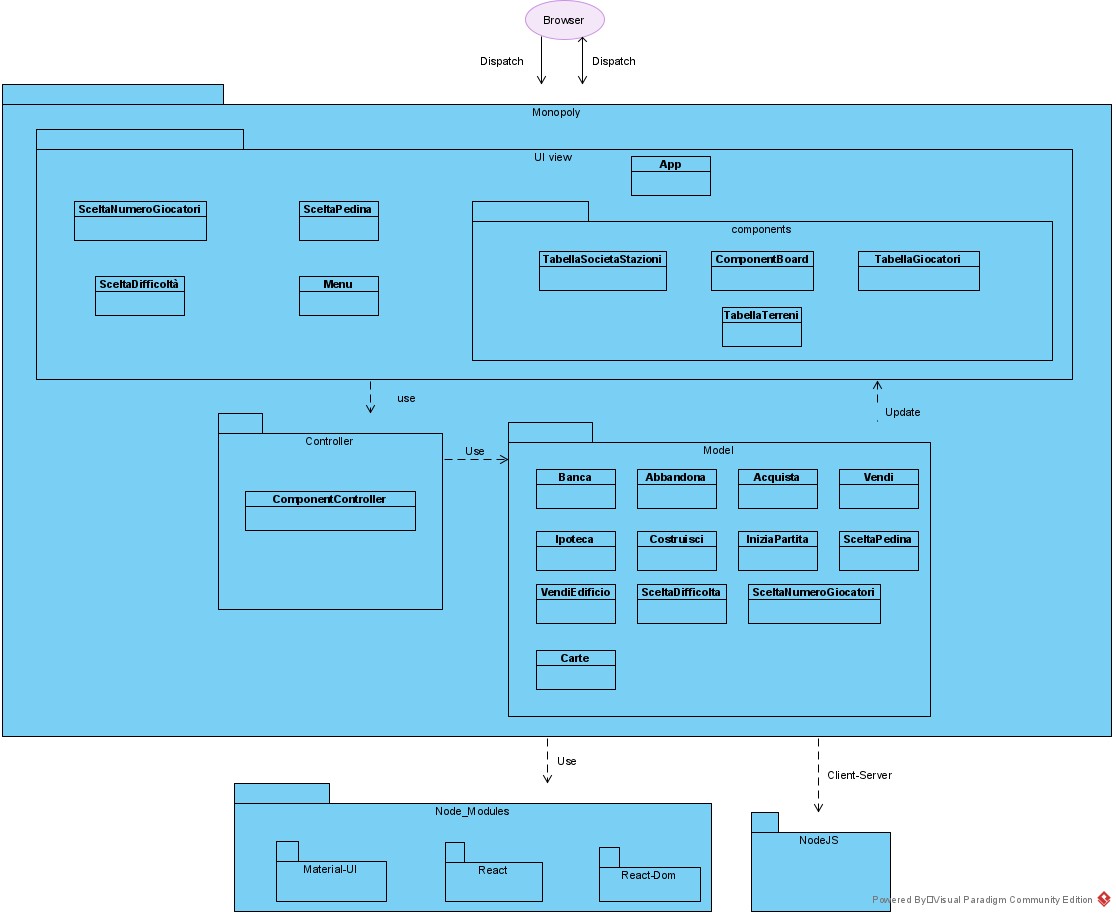 Browser
Dispatch
Dispatch
Monopoly
UI view
App
SceltaNumeroGiocatori
SceltaPedina
components
SceltaDifficoltà
Menu
TabellaSocietaStazioni
ComponentBoard
TabellaGiocatori
TabellaTerreni
use
Update
Controller
Use
Model
ComponentController
Banca
Abbandona
Acquista
Vendi
Ipoteca
Costruisci
IniziaPartita
SceltaPedina
VendiEdificio
SceltaDifficolta
SceltaNumeroGiocatori
Carte
Use
Client-Server
Node_Modules
Material-UI
React
React-Dom
NodeJS
Powered By Visual Paradigm Community Edition